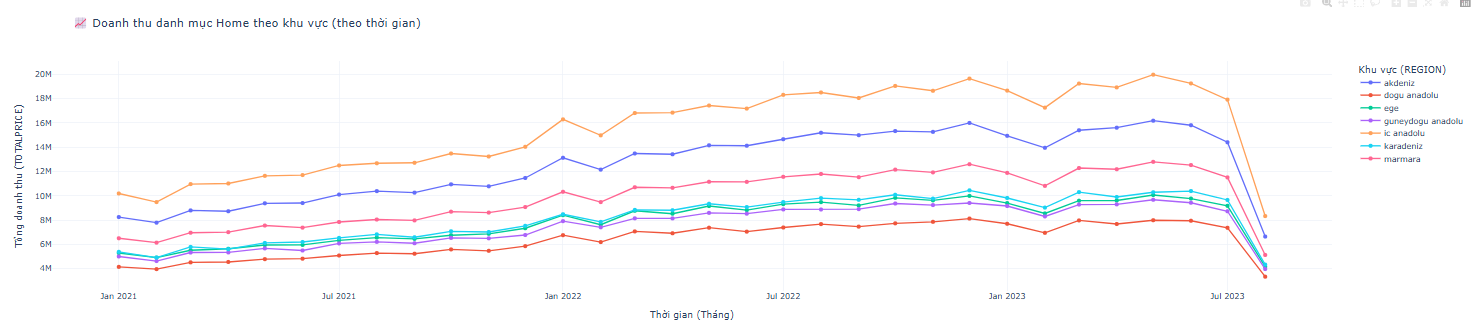 📈 Doanh thu danh mục Home theo khu vực (theo thời gian)
Tổng doanh thu (TOTALPRICE)
20M
18M
16M
14M
12M
10M
8M
6M
4M
Jan 2021
Jul 2021
Jan 2022
Jul 2022
Jan 2023
Jul 2023
Thời gian (Tháng)
Khu vực (REGION)
akdeniz
dogu anadolu
ege
guneydogu anadolu
ic anadolu
karadeniz
marmara